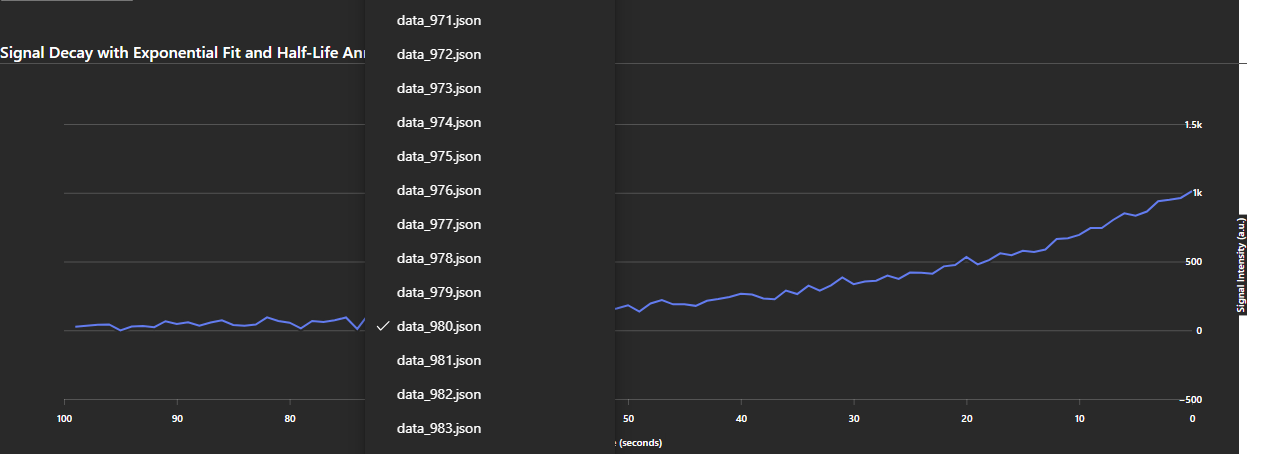 Signal Decay with Exponential Fit and Half-Life
data_971.json
data_972.json
data_973.json
data_974.json
data_975.json
data_976.json
data_977.json
data_978.json
data_979.json
data_980.json
data_981.json
data_982.json
data_983.json
1.5k
1k
500
0
−500
Signal Intensity (a.u.)
100
90
80
50
40
30
20
10
0
(seconds)